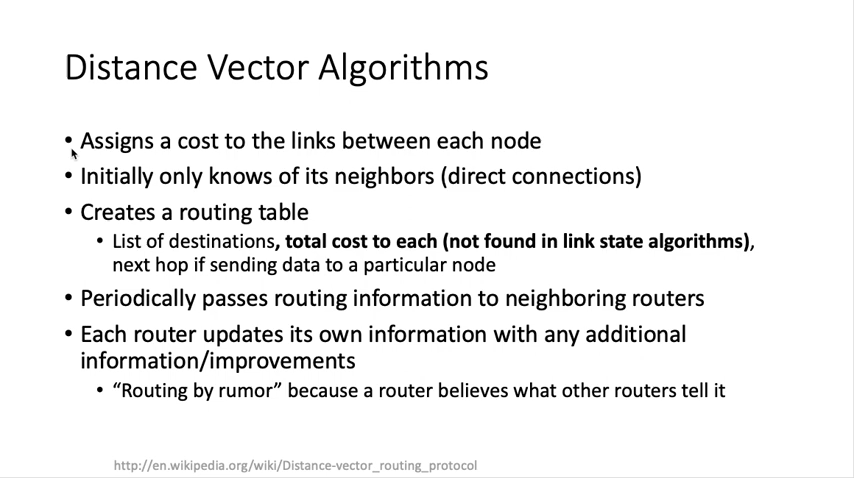 Distance Vector Algorithms
• Assigns a cost to the links between each node
• Initially only knows of its neighbors (direct connections)
• Creates a routing table
• List of destinations, total cost to each (not found in link state algorithms),
next hop if sending data to a particular node
• Periodically passes routing information to neighboring routers
• Each router updates its own information with any additional
information/improvements
• “Routing by rumor” because a router believes what other routers tell it
http://en.wikipedia.org/wiki/Distance-vector_routing_protocol